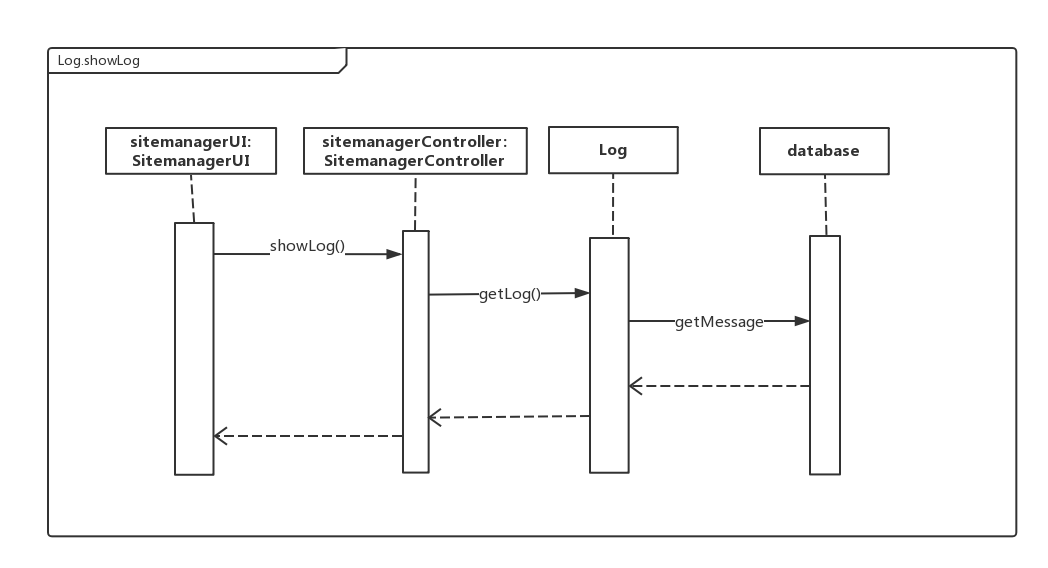 Log.showLog
sitemanagerUI:
SitemanagerUI
sitemanagerController:
SitemanagerController
Log
database
showLog()
getLog()
getMessage